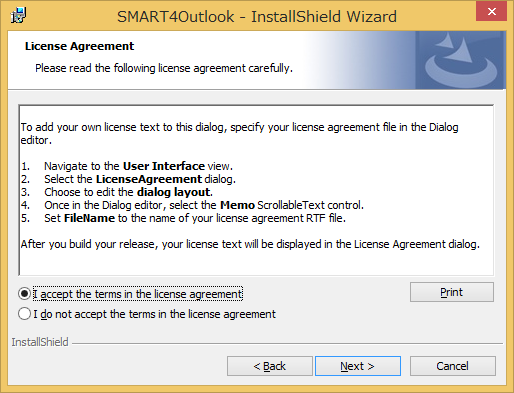 SMART4Outlook - InstallShield Wizard
License Agreement
Please read the following license agreement carefully.
To add your own license text to this dialog, specify your license agreement file in the Dialog
editor.
1. Navigate to the User Interface view.
2. Select the LicenseAgreement dialog.
3. Choose to edit the dialog layout.
4. Once in the Dialog editor, select the Memo ScrollableText control.
5. Set FileName to the name of your license agreement RTF file.
After you build your release, your license text will be displayed in the License Agreement dialog.
I accept the terms in the license agreement
Print
I do not accept the terms in the license agreement
InstallShield
< Back
Next >
Cancel